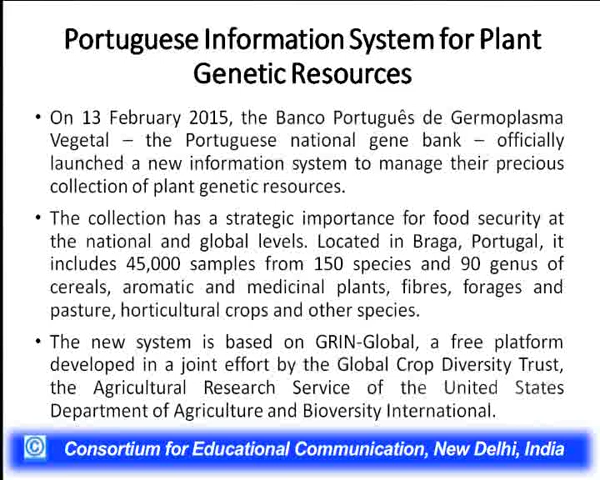 Portuguese Information System for Plant
Genetic Resources
• On 13 February 2015, the Banco Português de Germoplasma
Vegetal – the Portuguese national gene bank – officially
launched a new information system to manage their precious
collection of plant genetic resources.
• The collection has a strategic importance for food security at
the national and global levels. Located in Braga, Portugal, it
includes 45,000 samples from 150 species and 90 genus of
cereals, aromatic and medicinal plants, fibres, forages and
pasture, horticultural crops and other species.
• The new system is based on GRIN-Global, a free platform
developed in a joint effort by the Global Crop Diversity Trust,
the Agricultural Research Service of the United States
Department of Agriculture and Bioversity International.
© Consortium for Educational Communication, New Delhi, India